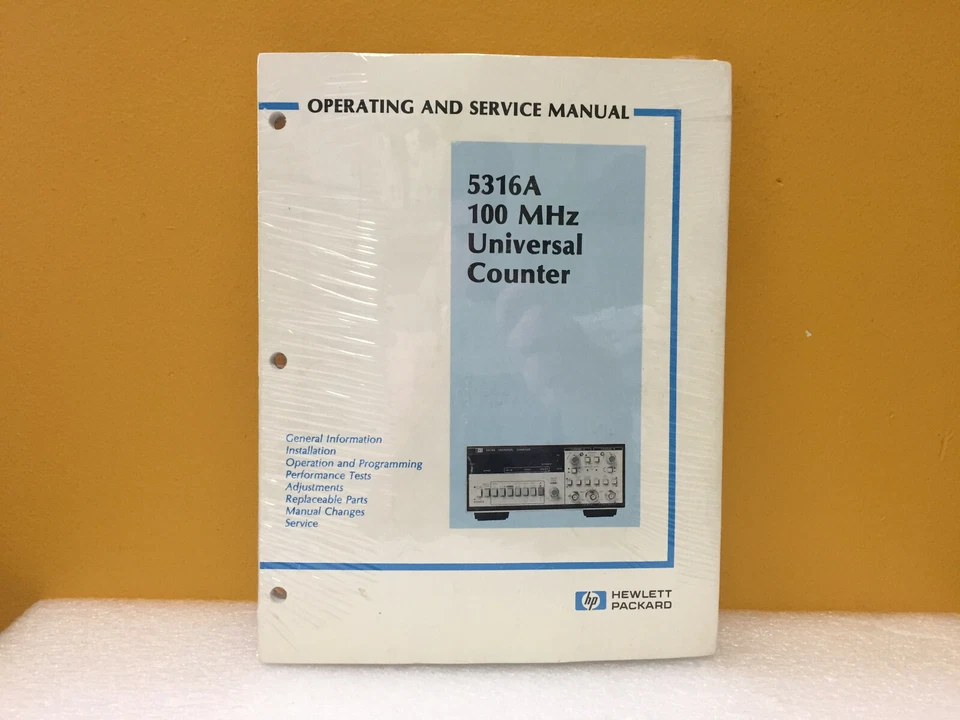 OPERATING AND SERVICE MANUAL
5316A
100 MHz
Universal
Counter
General Information
Installation
Operation and Programming
Performance Tests
Adjustments
Replaceable Parts
Manual Changes
Service
hp HEWLETT
PACKARD